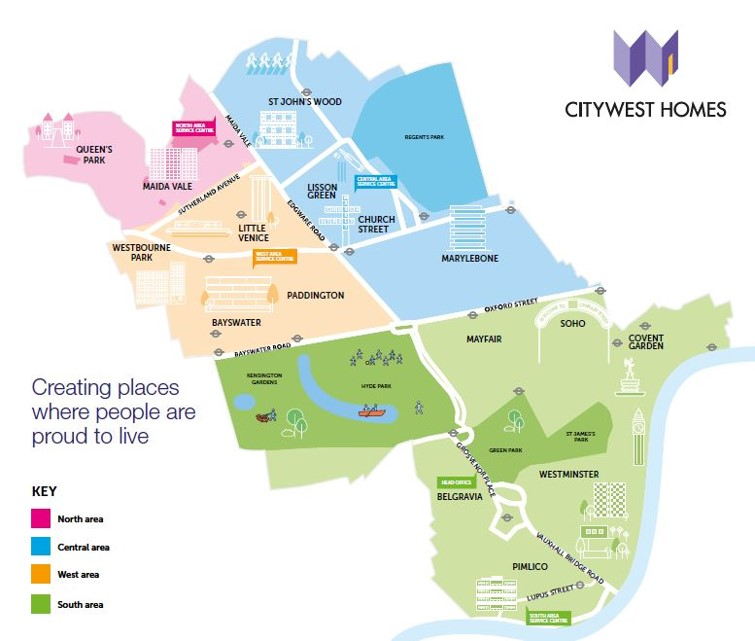 CITYWEST HOMES
ST JOHN'S WOOD
REGENT'S PARK
NORTH AREA
SERVICE CENTRE
MAIDA VALE
QUEEN'S
PARK
MAIDA VALE
SUTHERLAND AVENUE
CENTRAL AREA
SERVICE CENTRE
LISSON
GREEN
EDGWARE ROAD
CHURCH
STREET
LITTLE
VENICE
WESTBOURNE
PARK
WEST AREA
SERVICE CENTRE
MARYLEBONE
PADDINGTON
OXFORD STREET
BAYSWATER
SOHO
MAYFAIR
COVENT
GARDEN
BAYSWATER ROAD
KENSINGTON
GARDENS
HYDE PARK
Creating places
where people are
proud to live
ST JAMES'S
PARK
GREEN PARK
GROSVENOR PLACE
WESTMINSTER
HEAD OFFICE
BELGRAVIA
VAUXHALL BRIDGE ROAD
PIMLICO
LUPUS STREET
SOUTH AREA
SERVICE CENTRE
KEY
North area
Central area
West area
South area